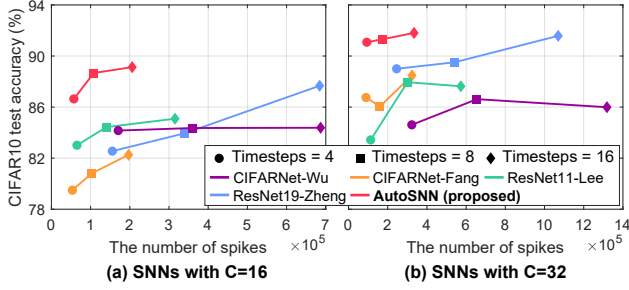 CIFAR10 test accuracy (%)
94
90
86
82
78
0 1 2 3 4 5 6 7
The number of spikes ×10^5
(a) SNNs with C=16
0 2 4 6 8 10 12 14
The number of spikes ×10^5
(b) SNNs with C=32
Timesteps = 4 Timesteps = 8 Timesteps = 16
CIFARNet-Wu CIFARNet-Fang ResNet11-Lee
ResNet19-Zheng AutoSNN (proposed)